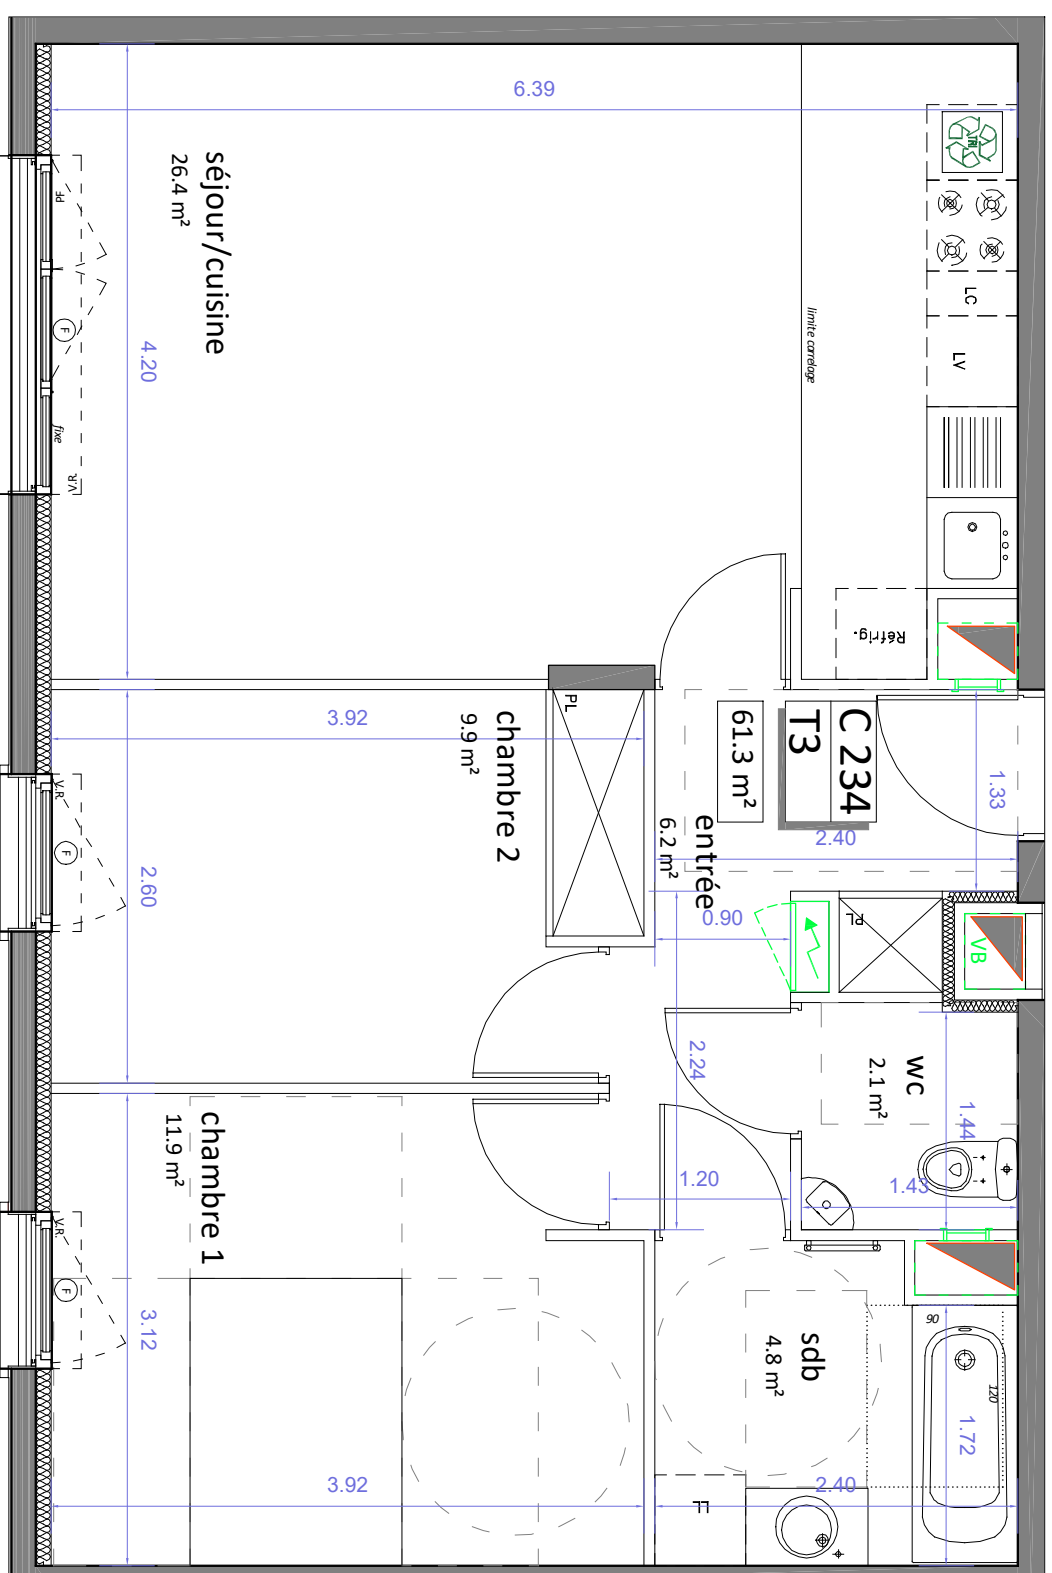 6.39
TRI
séjour/cuisine
26.4 m²
PF
F
fixe
V.R.
4.20
limite carrelage
LC
LV
Réfrig.
3.92
chambre 2
9.9 m²
PL
C 234
T3
61.3 m²
1.33
2.40
entrée
6.2 m²
0.90
PL
VB
V.R.
F
2.60
2.24
wc
2.1 m²
1.44
1.43
1.20
chambre 1
11.9 m²
V.R.
F
3.12
3.92
sdb
4.8 m²
90
120
1.72
2.40
LF